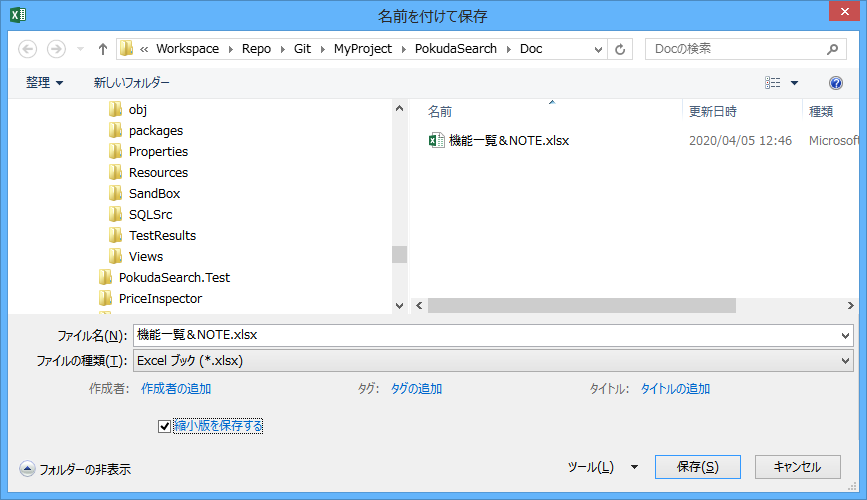 名前を付けて保存
« Workspace Repo Git MyProject PokudaSearch Doc
Docの検索
整理 新しいフォルダー
obj
packages
Properties
Resources
SandBox
SQLSrc
TestResults
Views
PokudaSearch.Test
PriceInspector
名前 更新日時 種類
機能一覧＆NOTE.xlsx 2020/04/05 12:46 Microsoft
ファイル名(N): 機能一覧＆NOTE.xlsx
ファイルの種類(T): Excel ブック (*.xlsx)
作成者: 作成者の追加 タグ: タグの追加 タイトル: タイトルの追加
縮小版を保存する
フォルダーの非表示 ツール(L) 保存(S) キャンセル